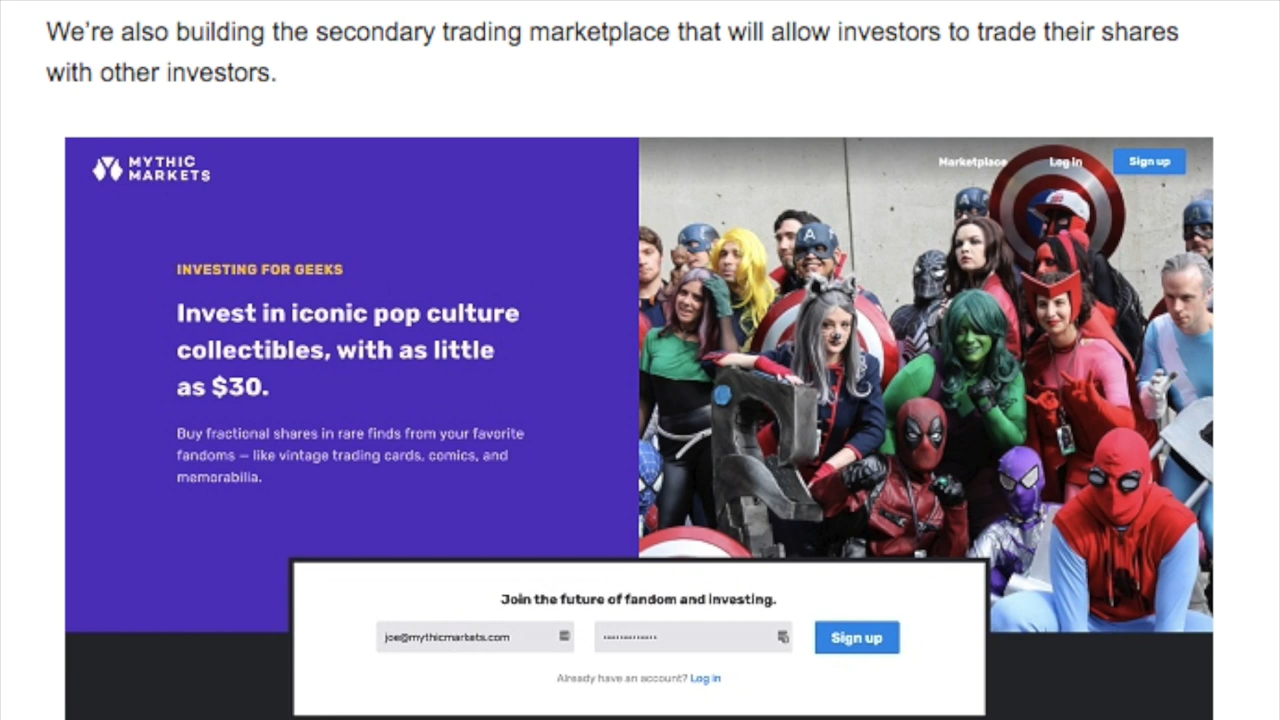 We're also building the secondary trading marketplace that will allow investors to trade their shares
with other investors.
MYTHIC
MARKETS
Marketplace
Log in
Sign up
INVESTING FOR GEEKS
Invest in iconic pop culture
collectibles, with as little
as $30.
Buy fractional shares in rare finds from your favorite
fandoms — like vintage trading cards, comics, and
memorabilia.
A
A
Join the future of fandom and investing.
joe@mythicmarkets.com
Sign up
Already have an account? Log in